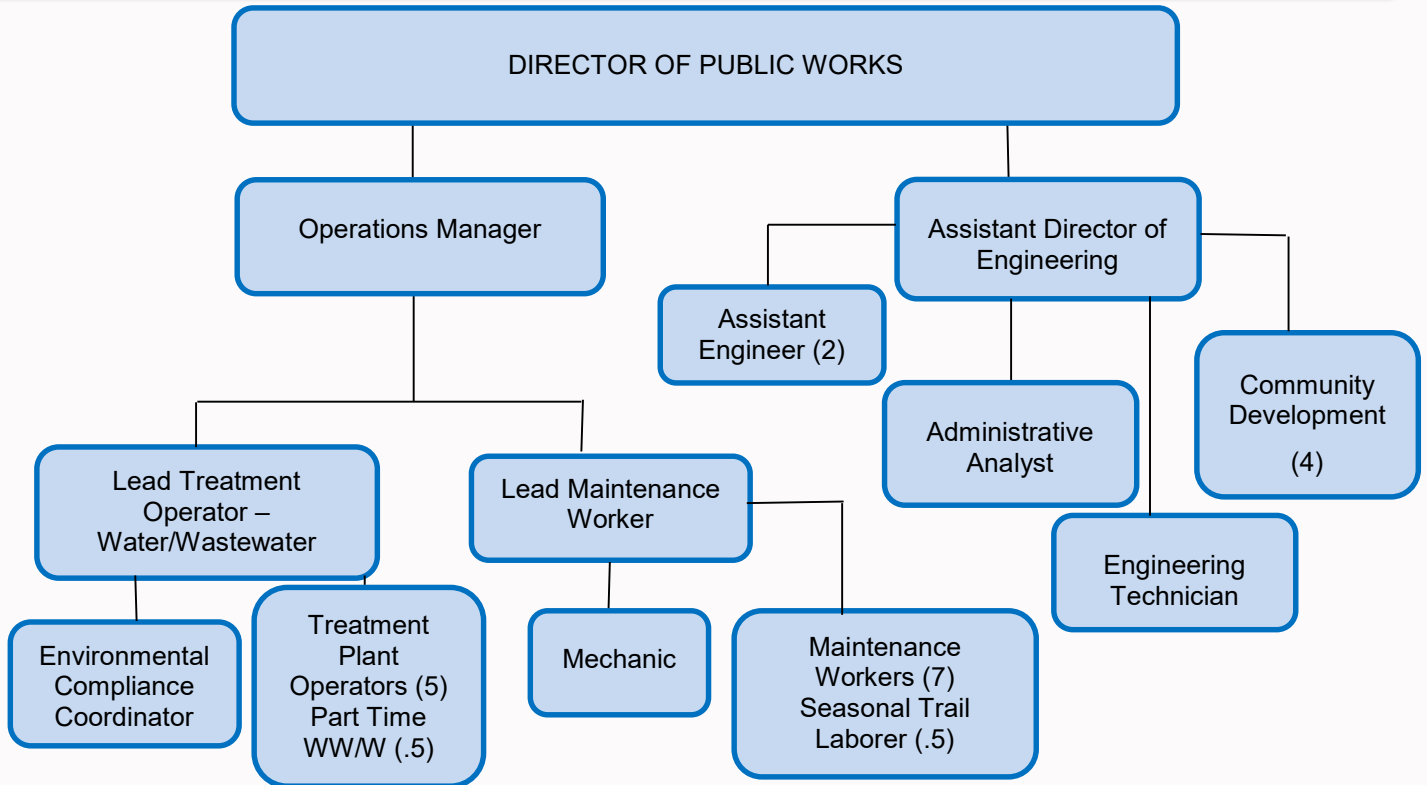 DIRECTOR OF PUBLIC WORKS
Operations Manager
Assistant Director of
Engineering
Assistant
Engineer (2)
Administrative
Analyst
Community
Development
(4)
Engineering
Technician
Lead Treatment
Operator –
Water/Wastewater
Lead Maintenance
Worker
Environmental
Compliance
Coordinator
Treatment
Plant
Operators (5)
Part Time
WW/W (.5)
Mechanic
Maintenance
Workers (7)
Seasonal Trail
Laborer (.5)